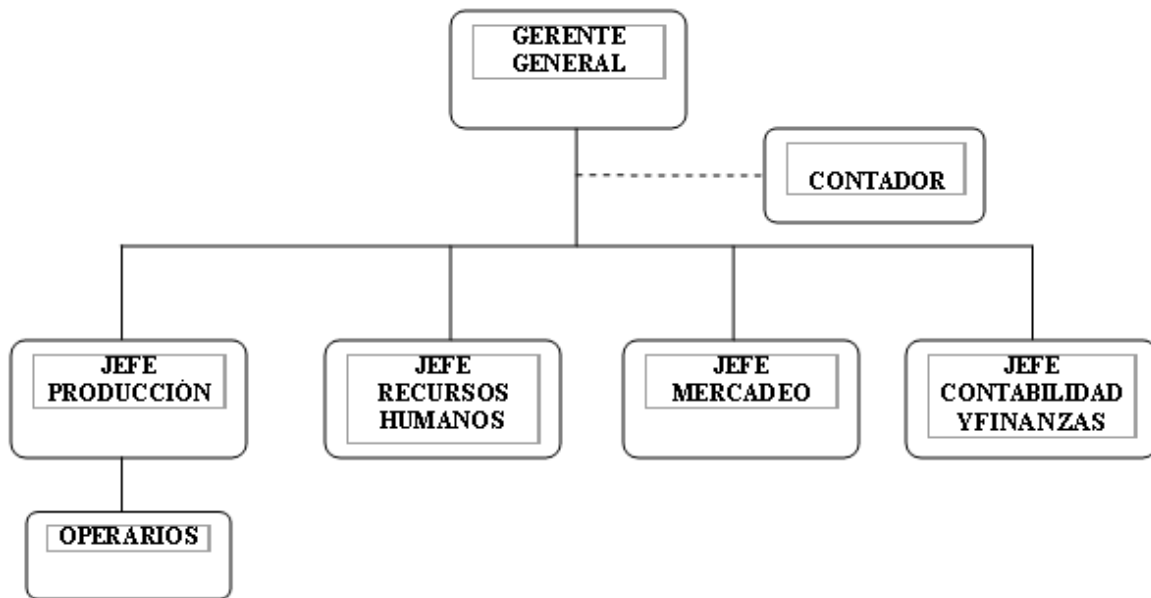 GERENTE
GENERAL
CONTADOR
JEFE
PRODUCCIÓN
JEFE
RECURSOS
HUMANOS
JEFE
MERCADEO
JEFE
CONTABILIDAD
YFINANZAS
OPERARIOS